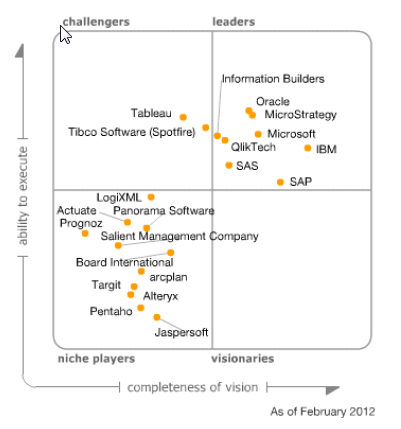 challengers
leaders
Information Builders
Oracle
Tableau
MicroStrategy
Tibco Software (Spotfire)
Microsoft
QlikTech
IBM
SAS
SAP
ability to execute
LogiXML
Actuate
Panorama Software
Prognoz
Salient Management Company
Board International
arcplan
Targit
Alteryx
Pentaho
Jaspersoft
niche players
visionaries
completeness of vision
As of February 2012